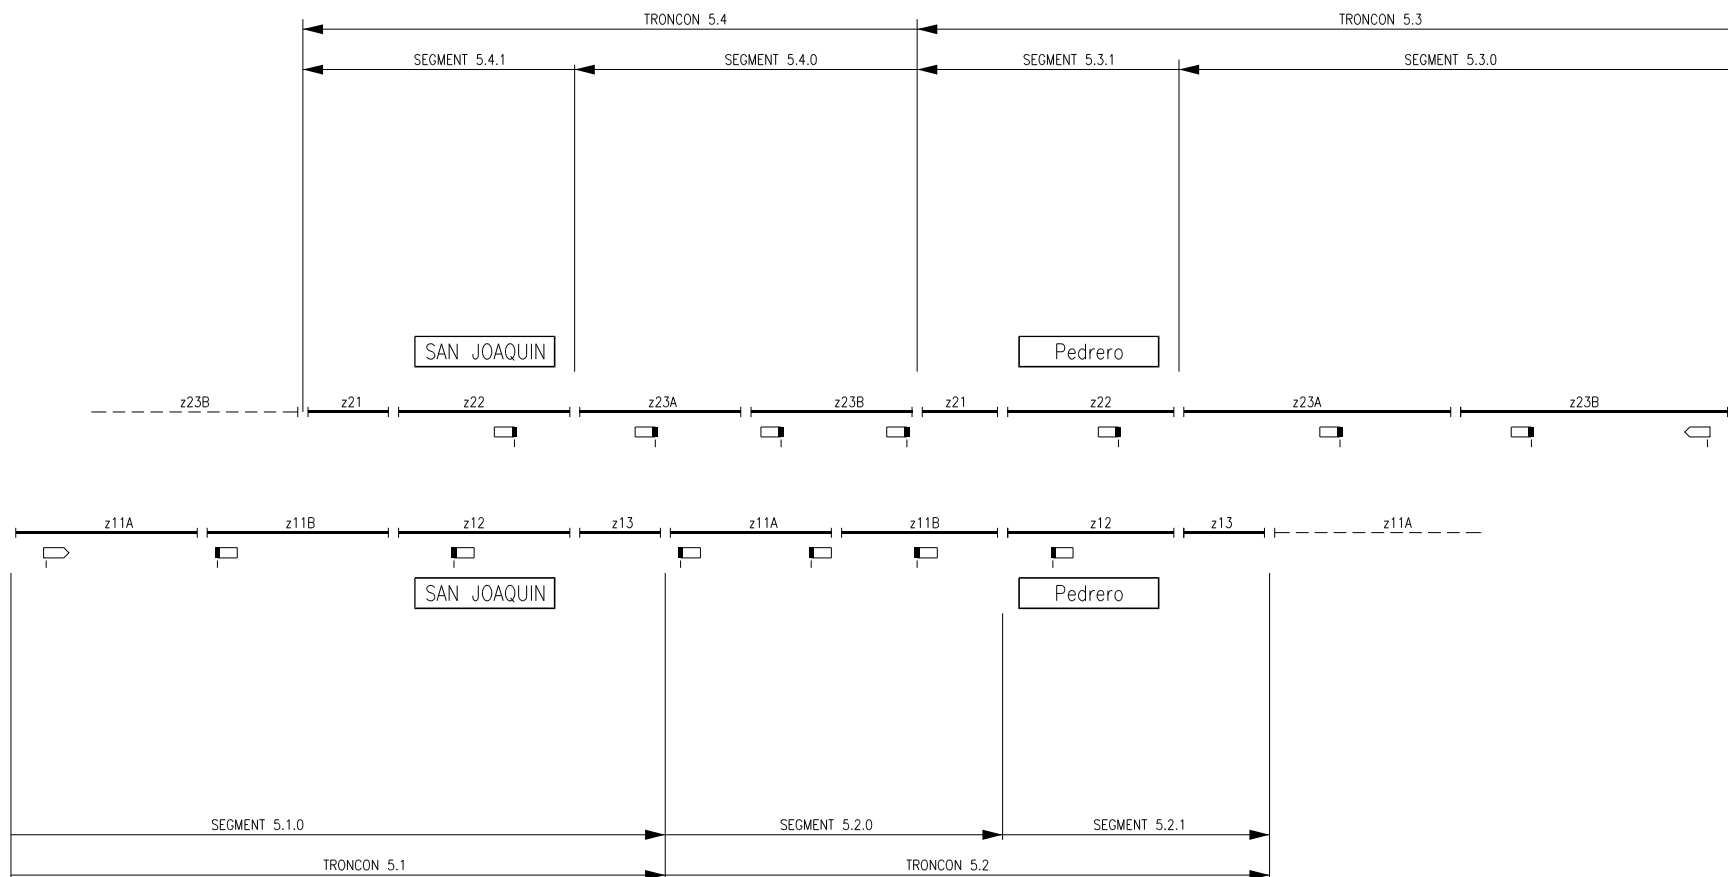 TRONCON 5.4 TRONCON 5.3
SEGMENT 5.4.1 SEGMENT 5.4.0 SEGMENT 5.3.1 SEGMENT 5.3.0
SAN JOAQUIN Pedrero
z23B z21 z22 z23A z23B z21 z22 z23A z23B
z11A z11B z12 z13 z11A z11B z12 z13 z11A
SAN JOAQUIN Pedrero
SEGMENT 5.1.0 SEGMENT 5.2.0 SEGMENT 5.2.1
TRONCON 5.1 TRONCON 5.2